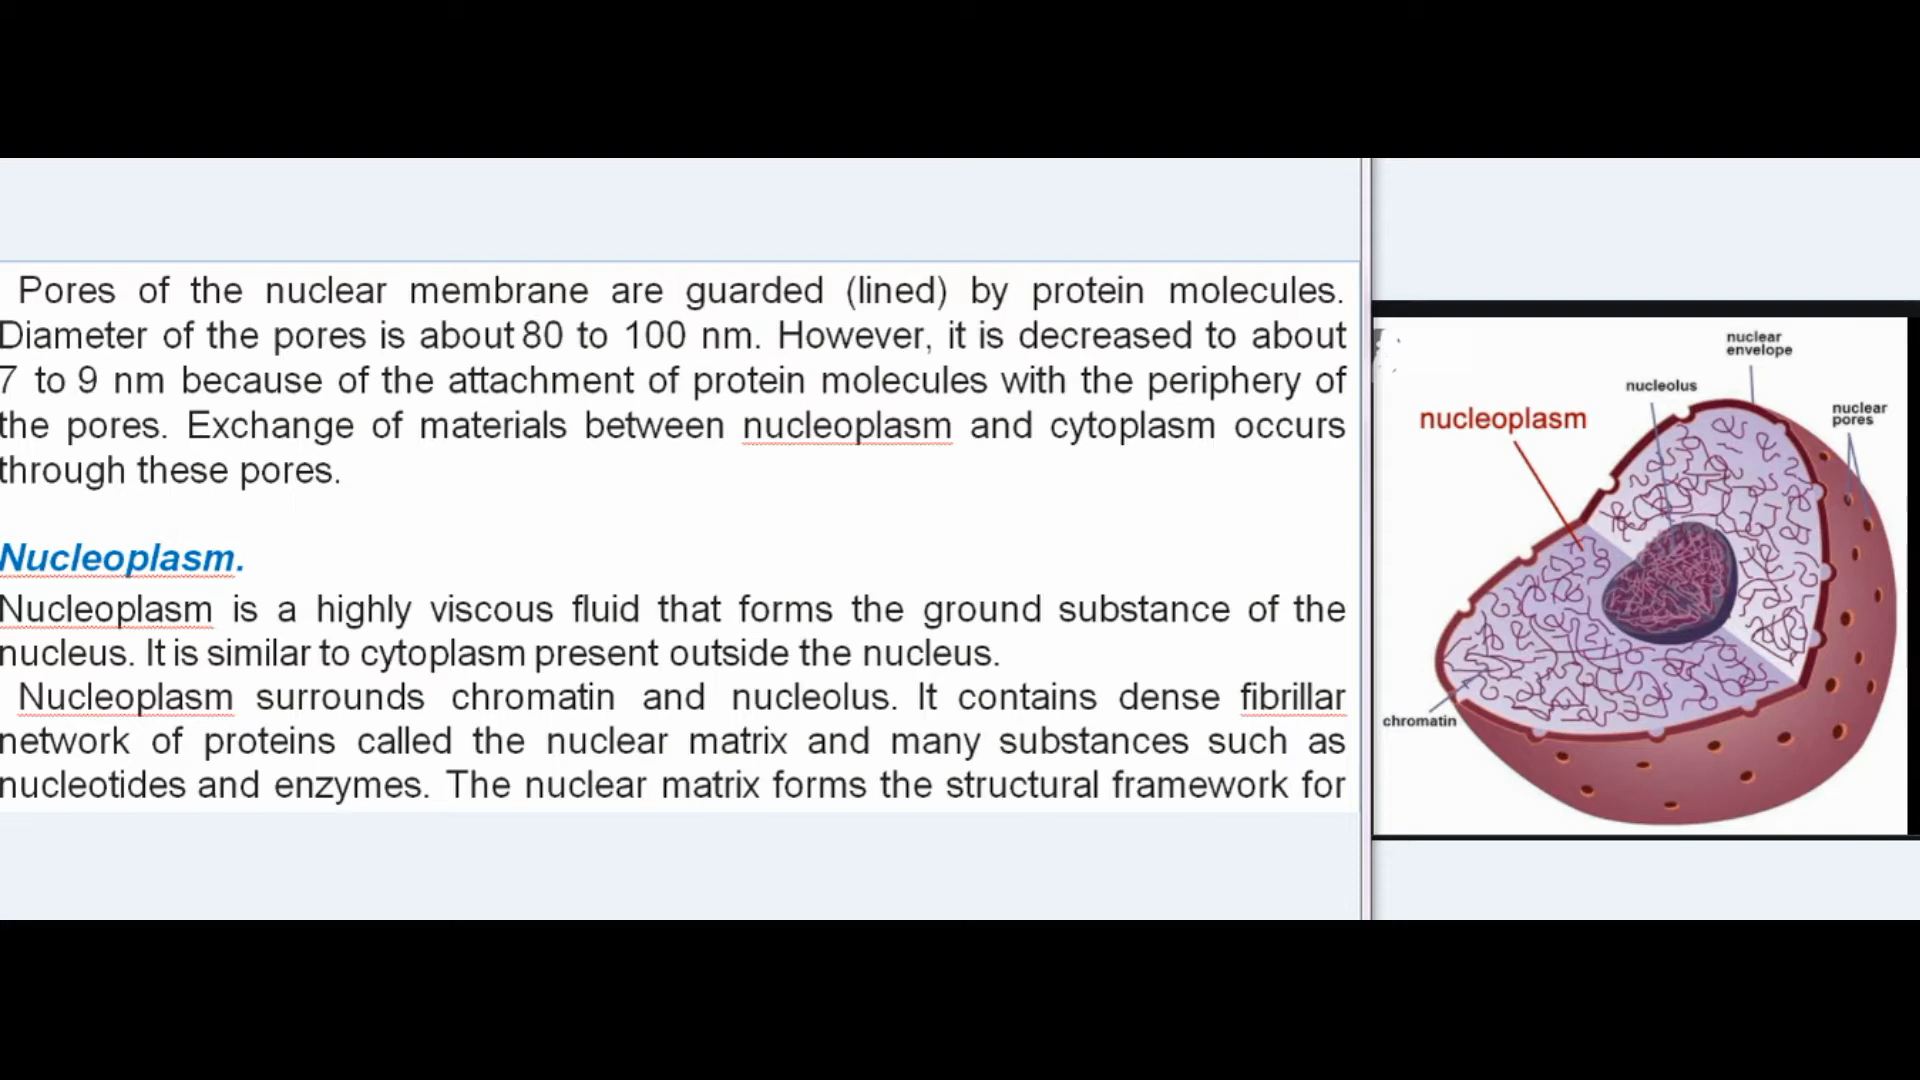 Pores of the nuclear membrane are guarded (lined) by protein molecules.
Diameter of the pores is about 80 to 100 nm. However, it is decreased to about
7 to 9 nm because of the attachment of protein molecules with the periphery of
the pores. Exchange of materials between nucleoplasm and cytoplasm occurs
through these pores.
Nucleoplasm.
Nucleoplasm is a highly viscous fluid that forms the ground substance of the
nucleus. It is similar to cytoplasm present outside the nucleus.
Nucleoplasm surrounds chromatin and nucleolus. It contains dense fibrillar
network of proteins called the nuclear matrix and many substances such as
nucleotides and enzymes. The nuclear matrix forms the structural framework for
nuclear
envelope
nucleolus
nuclear
pores
nucleoplasm
chromatin